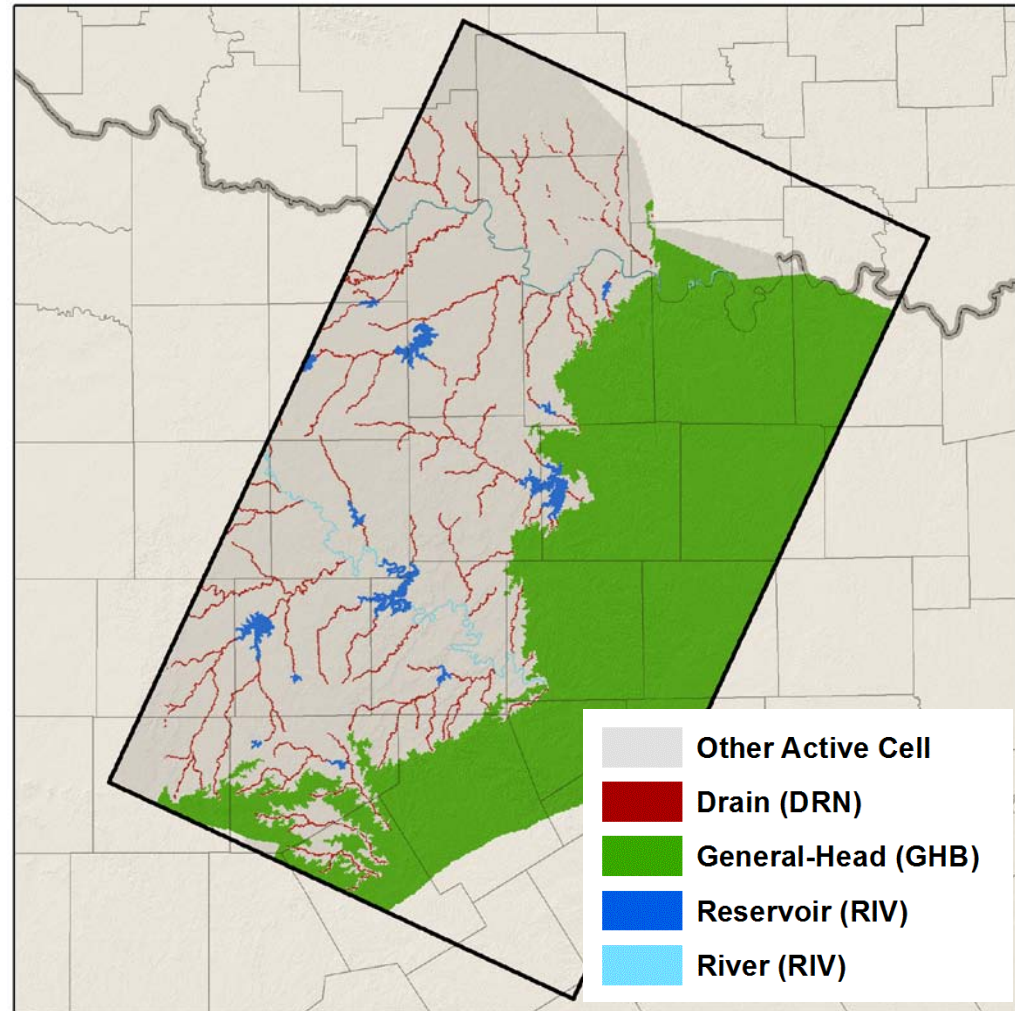 Other Active Cell
Drain (DRN)
General-Head (GHB)
Reservoir (RIV)
River (RIV)